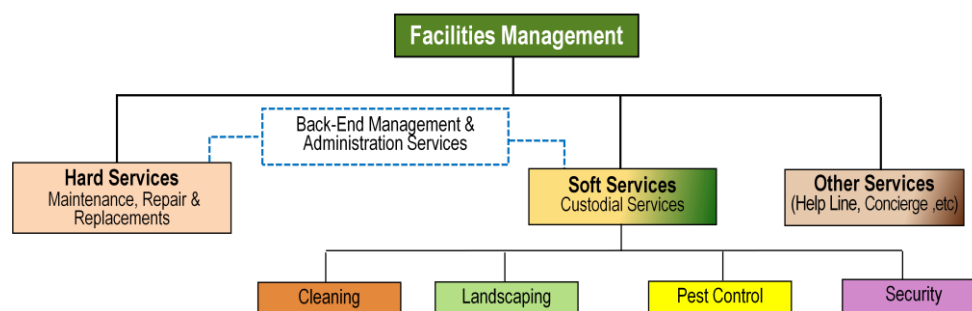 Facilities Management
Back-End Management &
Administration Services
Hard Services
Maintenance, Repair &
Replacements
Soft Services
Custodial Services
Other Services
(Help Line, Concierge ,etc)
Cleaning
Landscaping
Pest Control
Security